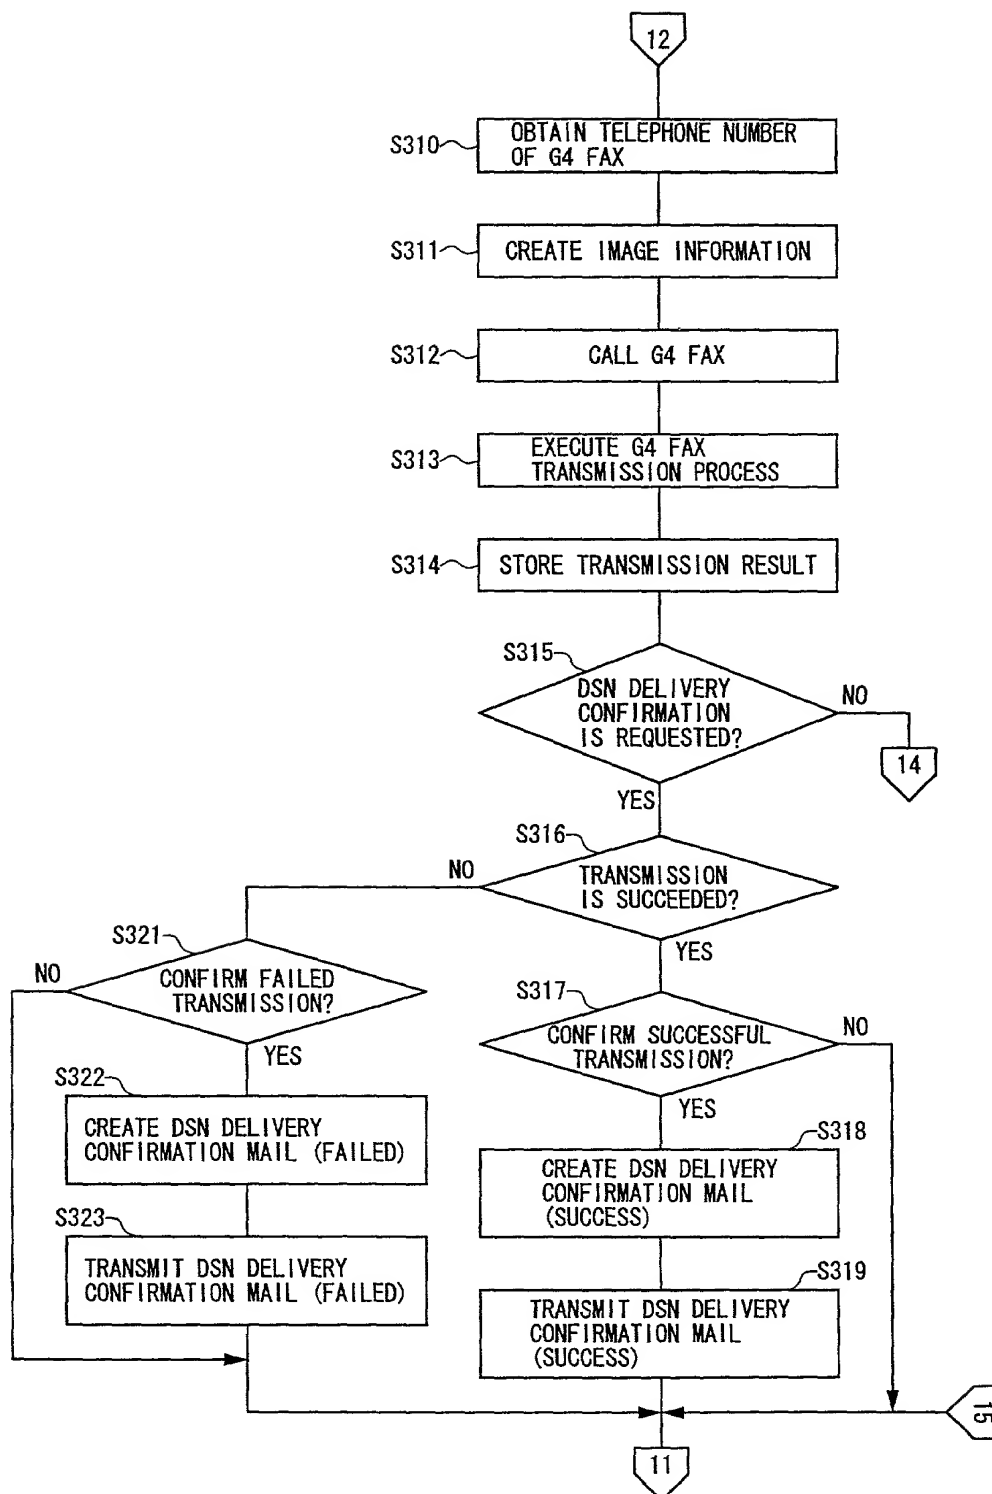 12
S310
OBTAIN TELEPHONE NUMBER
OF G4 FAX
S311
CREATE IMAGE INFORMATION
S312
CALL G4 FAX
S313
EXECUTE G4 FAX
TRANSMISSION PROCESS
S314
STORE TRANSMISSION RESULT
S315
DSN DELIVERY
CONFIRMATION
IS REQUESTED?
NO
14
YES
S316
TRANSMISSION
IS SUCCEEDED?
NO
YES
S321
CONFIRM FAILED
TRANSMISSION?
NO
YES
S317
CONFIRM SUCCESSFUL
TRANSMISSION?
NO
YES
S322
CREATE DSN DELIVERY
CONFIRMATION MAIL (FAILED)
S318
CREATE DSN DELIVERY
CONFIRMATION MAIL
(SUCCESS)
S323
TRANSMIT DSN DELIVERY
CONFIRMATION MAIL (FAILED)
S319
TRANSMIT DSN DELIVERY
CONFIRMATION MAIL
(SUCCESS)
15
11